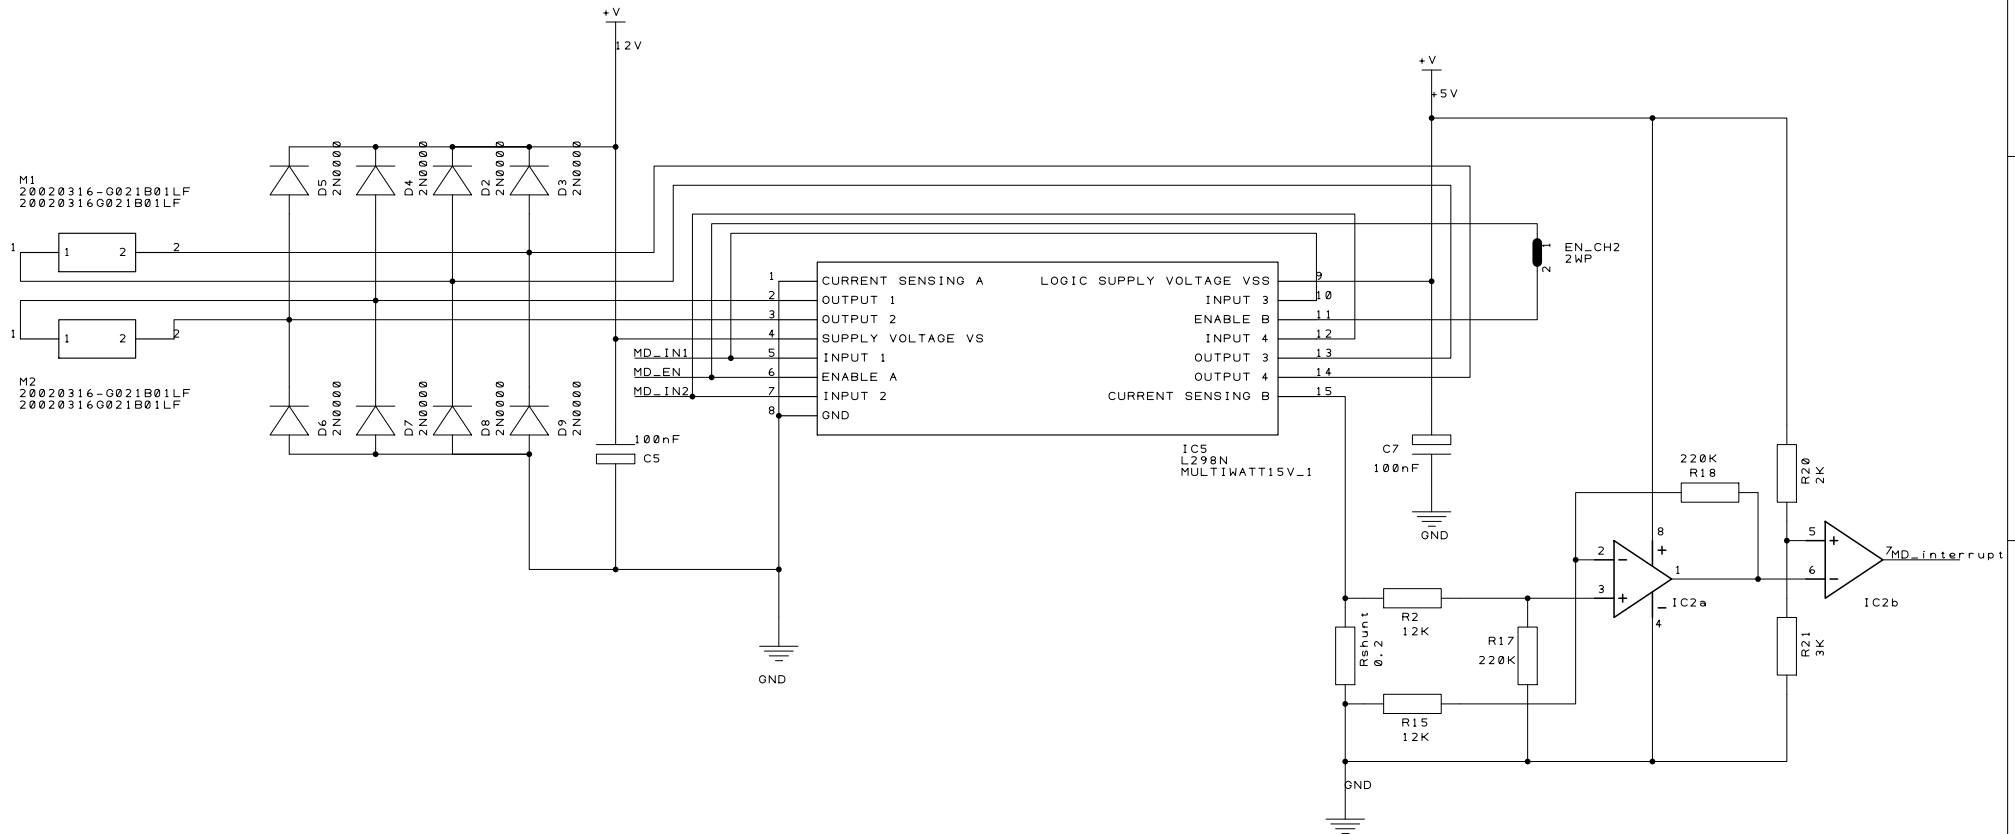 +V
12V
+V
+5V
M1
20020316-G021B01LF
20020316G021B01LF
D5
2N0000
D4
2N0000
D2
2N0000
D3
2N0000
1
1
2
2
1
1
2
2
M2
20020316-G021B01LF
20020316G021B01LF
D6
2N0000
D7
2N0000
D8
2N0000
D9
2N0000
100nF
C5
GND
MD_IN1
MD_EN
MD_IN2
1 CURRENT SENSING A
2 OUTPUT 1
3 OUTPUT 2
4 SUPPLY VOLTAGE VS
5 INPUT 1
6 ENABLE A
7 INPUT 2
8 GND
LOGIC SUPPLY VOLTAGE VSS 9
INPUT 3 10
ENABLE B 11
INPUT 4 12
OUTPUT 3 13
OUTPUT 4 14
CURRENT SENSING B 15
IC5
L298N
MULTIWATT15V_1
1
2
EN_CH2
2WP
C7
100nF
GND
220K
R18
R20
2K
8
+
2 -
3 +
1
-
4
IC2a
5 +
6 -
7
MD_interrupt
IC2b
R2
12K
Rshunt
0.2
R17
220K
R15
12K
R21
3K
GND